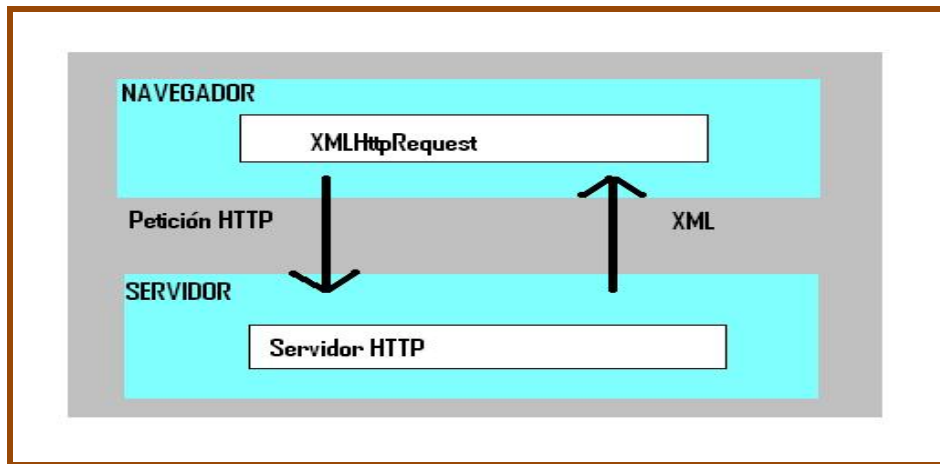 NAVEGADOR
XMLHttpRequest
Petición HTTP
XML
SERVIDOR
Servidor HTTP